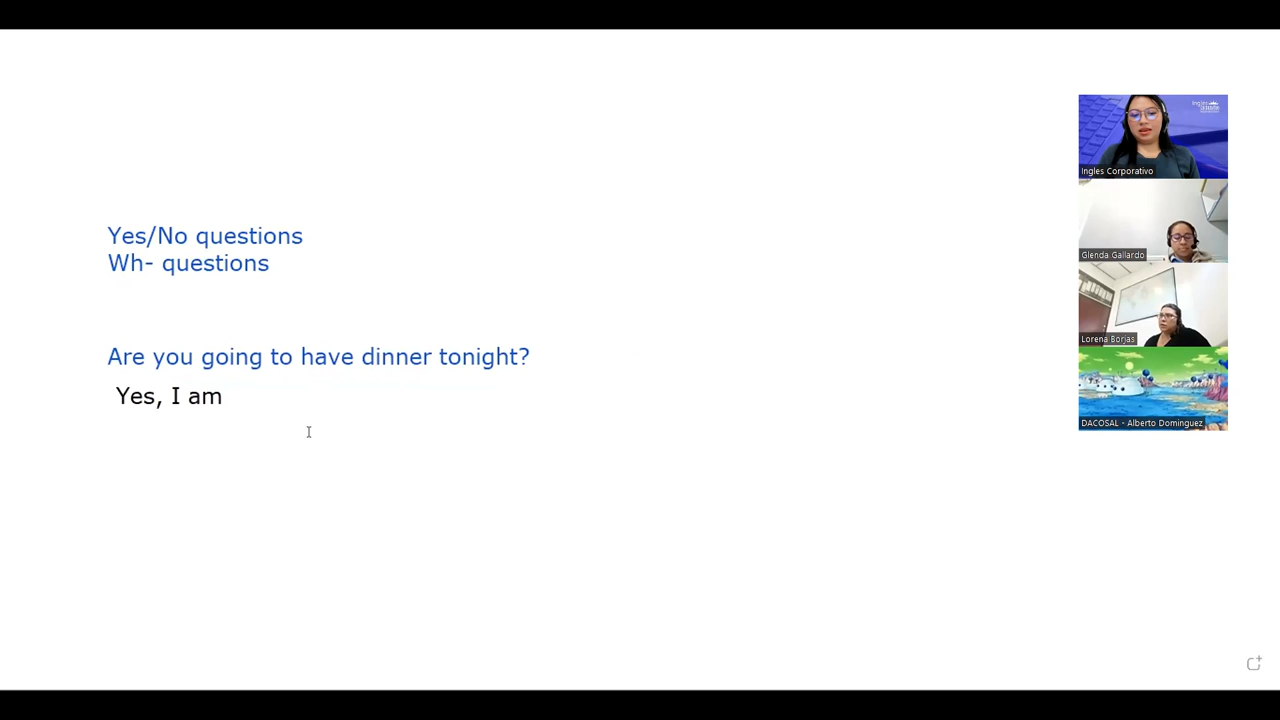 Yes/No questions
Wh- questions
Are you going to have dinner tonight?
Yes, I am
Ingles Corporativo
Glenda Gallardo
Lorena Borjas
DACOSAL - Alberto Dominguez